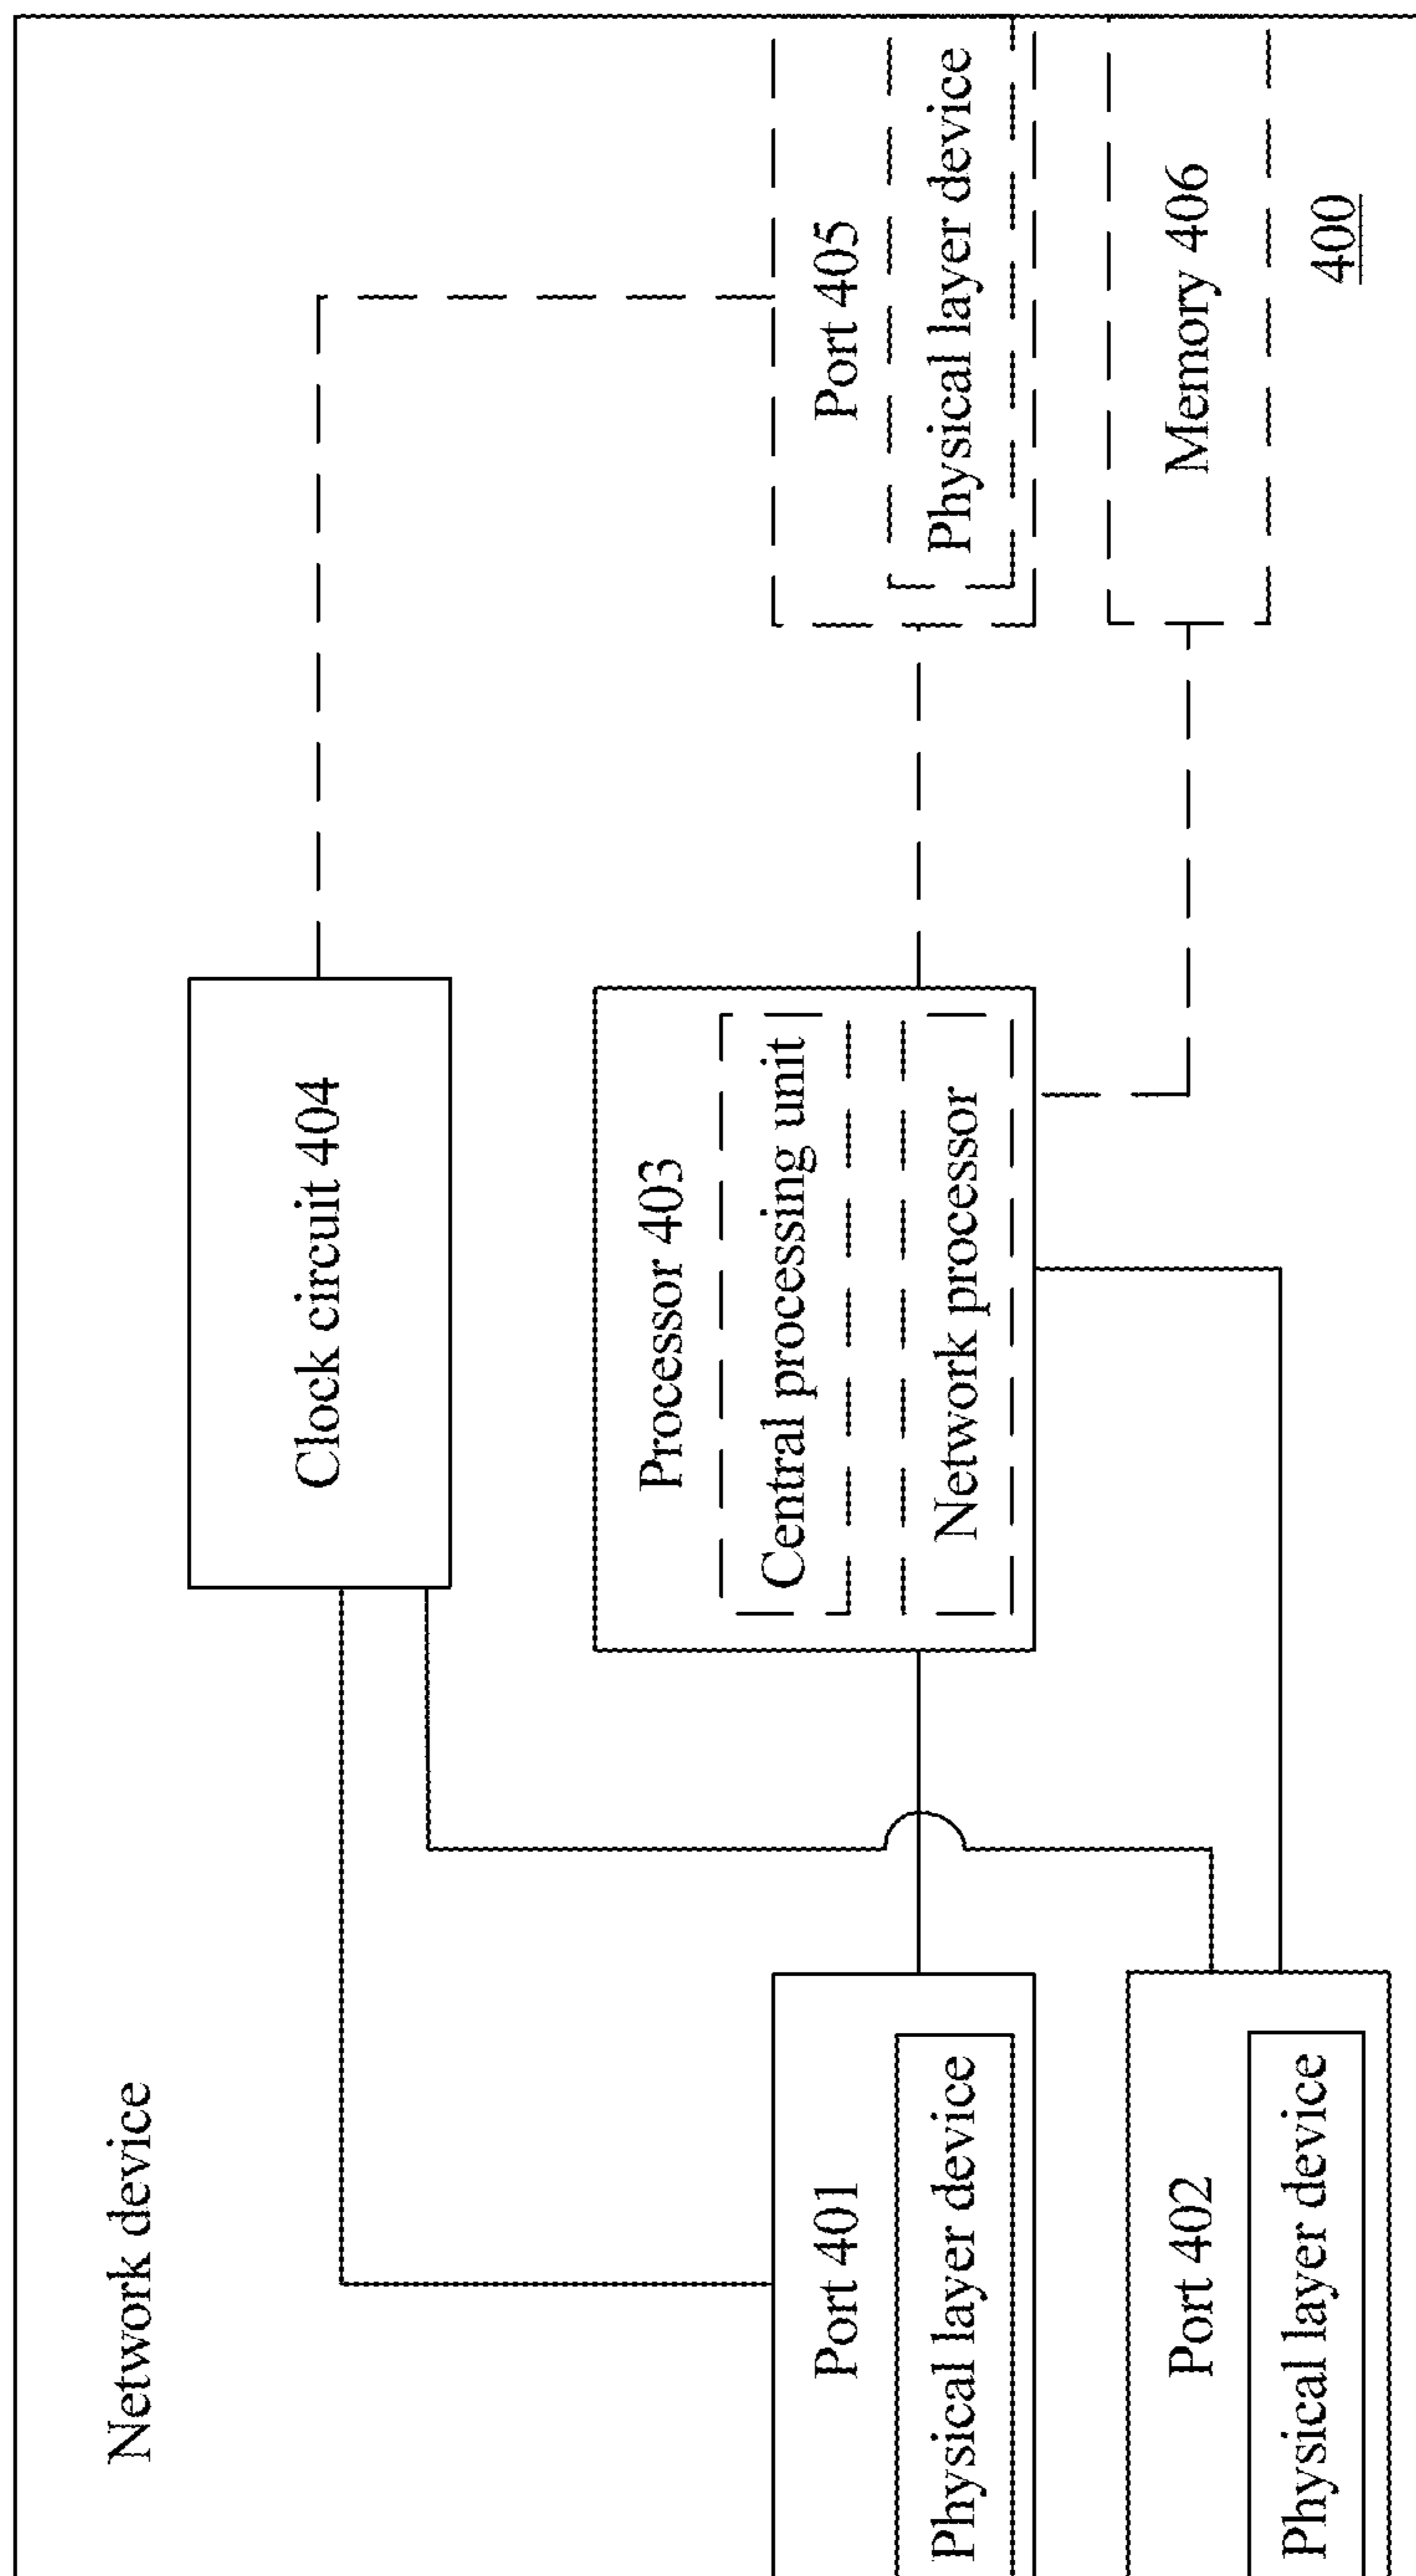 Network device
Clock circuit 404
Port 401
Physical layer device
Processor 403
Central processing unit
Network processor
Port 405
Physical layer device
Port 402
Physical layer device
Memory 406
400